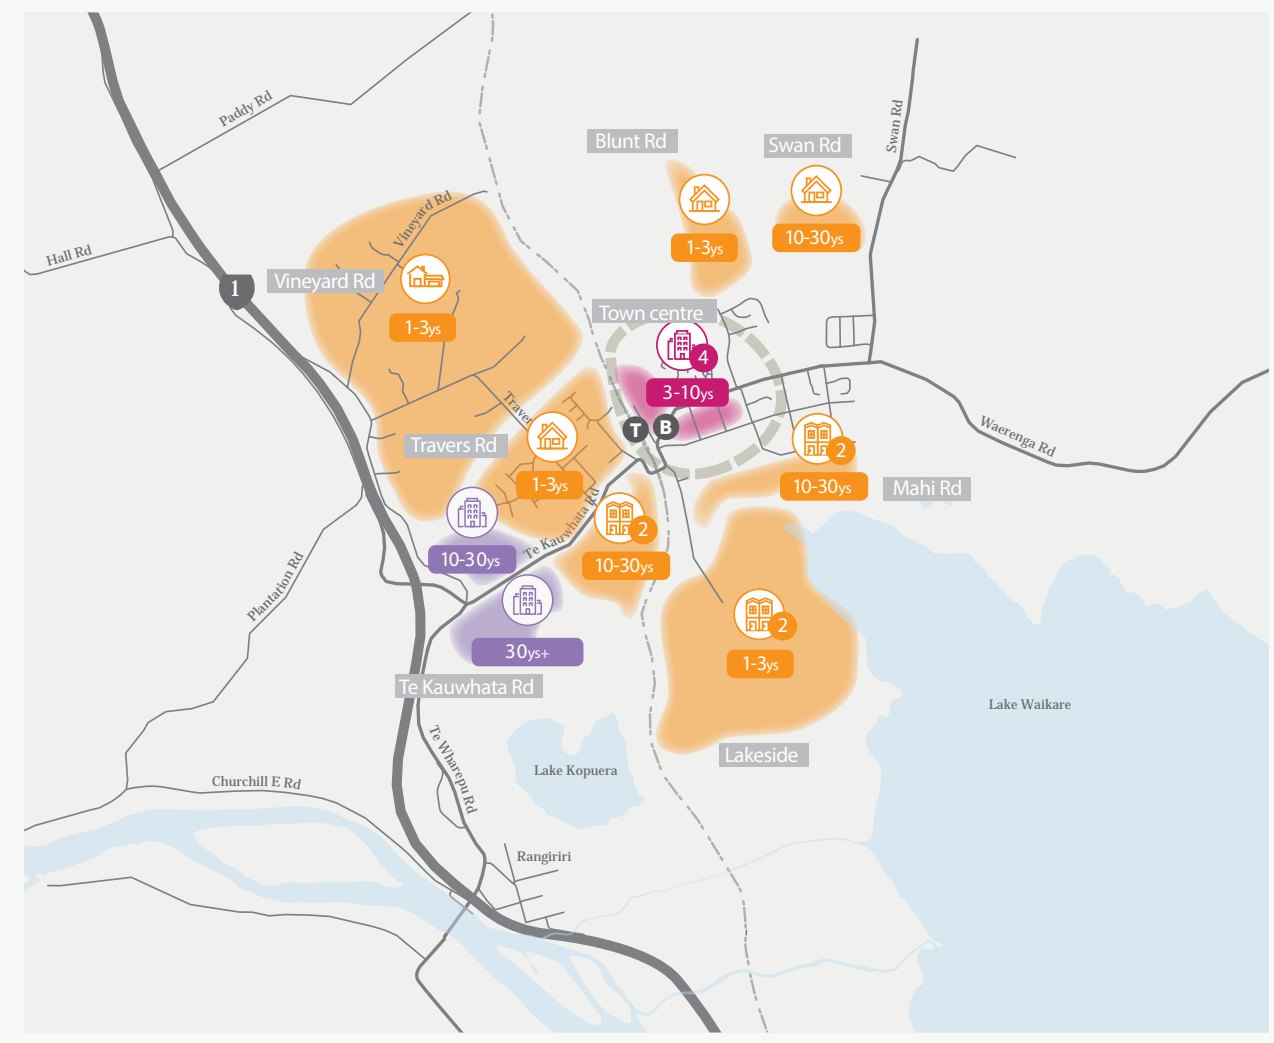 Paddy Rd
Swan Rd
Blunt Rd
Swan Rd
Vineyard Rd
1-3ys
10-30ys
Hall Rd
Vineyard Rd
1
1-3ys
Town centre
4
3-10ys
Travers Rd
T
B
1-3ys
2
10-30ys
Waerenga Rd
Mahi Rd
10-30ys
Te Kauwhata Rd
2
10-30ys
Plantation Rd
30ys+
2
1-3ys
Te Kauwhata Rd
Lake Waikare
Te Wharepu Rd
Lakeside
Lake Kopuera
Churchill E Rd
Rangiriri